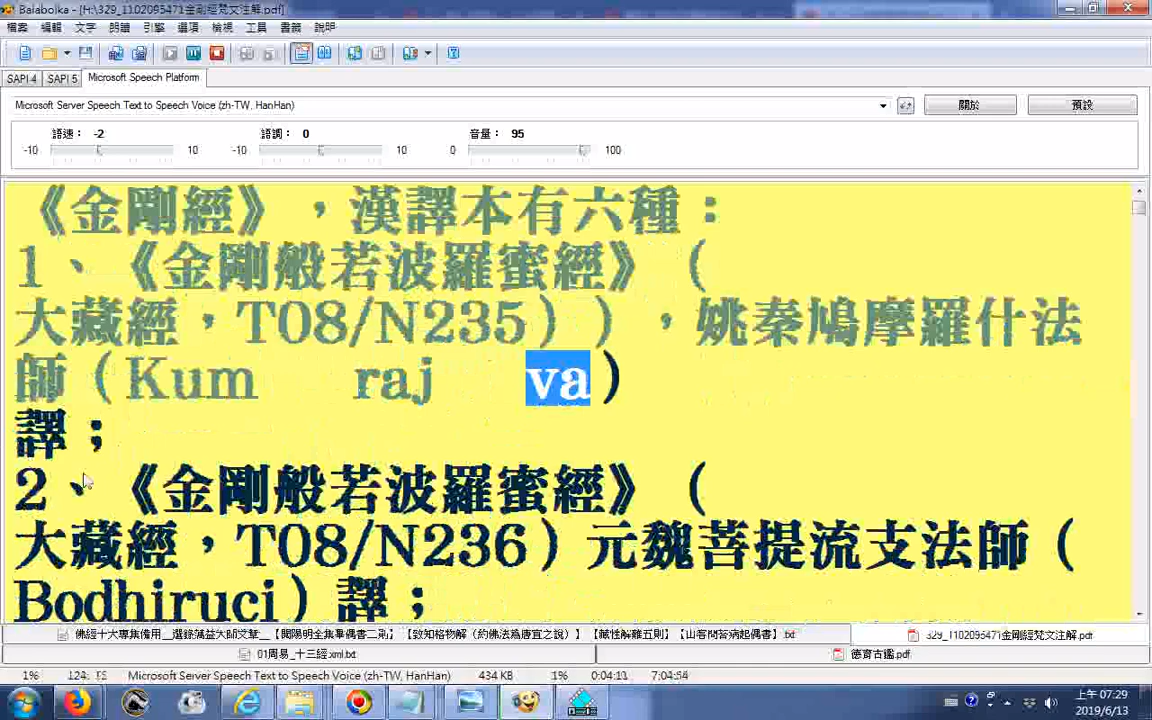 Balabolka - [H:\329_1102095471金剛經梵文注解.pdf]
檔案 編輯 文字 朗讀 引擎 選項 檢視 工具 書籤 說明
SAPI 4 SAPI 5 Microsoft Speech Platform
Microsoft Server Speech Text to Speech Voice (zh-TW, HanHan) 關於 預設
語速： -2 語調： 0 音量： 95
-10 10 -10 10 0 100
《金剛經》，漢譯本有六種：
1、《金剛般若波羅蜜經》（
大藏經，T08/N235）），姚秦鳩摩羅什法
師（Kum raj va）
譯；
2、《金剛般若波羅蜜經》（
大藏經，T08/N236）元魏菩提流支法師（
Bodhiruci）譯；
329_1102095471金剛經梵文注解.pdf
01周易_十三經.xml.txt 德育古鑑.pdf
1% Microsoft Server Speech Text to Speech Voice (zh-TW, HanHan) 434 KB 1% 0:04:11 7:04:54
上午 07:29
2019/6/13